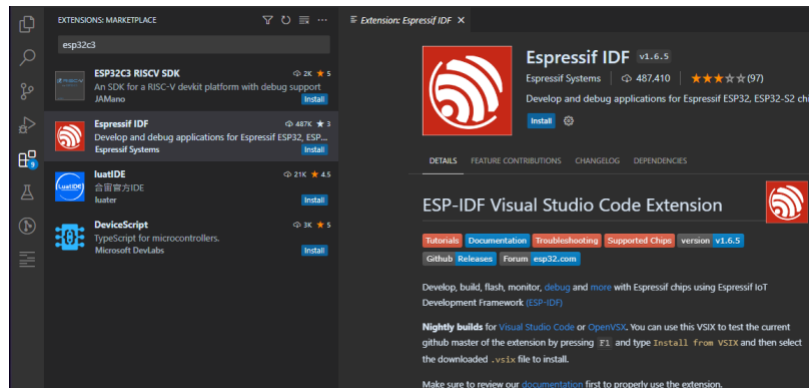 EXTENSIONS: MARKETPLACE
esp32c3
ESP32C3 RISCV SDK 2K ★ 5
An SDK for a RISC-V devkit platform with debug support
JAMano Install
Espressif IDF 487K ★ 3
Develop and debug applications for Espressif ESP32, ESP...
Espressif Systems Install
luatIDE 21K ★ 4.5
合宙官方IDE
luater Install
DeviceScript 3K ★ 5
TypeScript for microcontrollers.
Microsoft DevLabs Install
9
Extension: Espressif IDF
Espressif IDF v1.6.5
Espressif Systems 487,410 ★★★☆☆(97)
Develop and debug applications for Espressif ESP32, ESP32-S2 chi
Install
DETAILS FEATURE CONTRIBUTIONS CHANGELOG DEPENDENCIES
ESP-IDF Visual Studio Code Extension
Tutorials Documentation Troubleshooting Supported Chips version v1.6.5
Github Releases Forum esp32.com
Develop, build, flash, monitor, debug and more with Espressif chips using Espressif IoT
Development Framework (ESP-IDF)
Nightly builds for Visual Studio Code or OpenVSX. You can use this VSIX to test the current
github master of the extension by pressing F1 and type Install from VSIX and then select
the downloaded .vsix file to install.
Make sure to review our documentation first to properly use the extension.